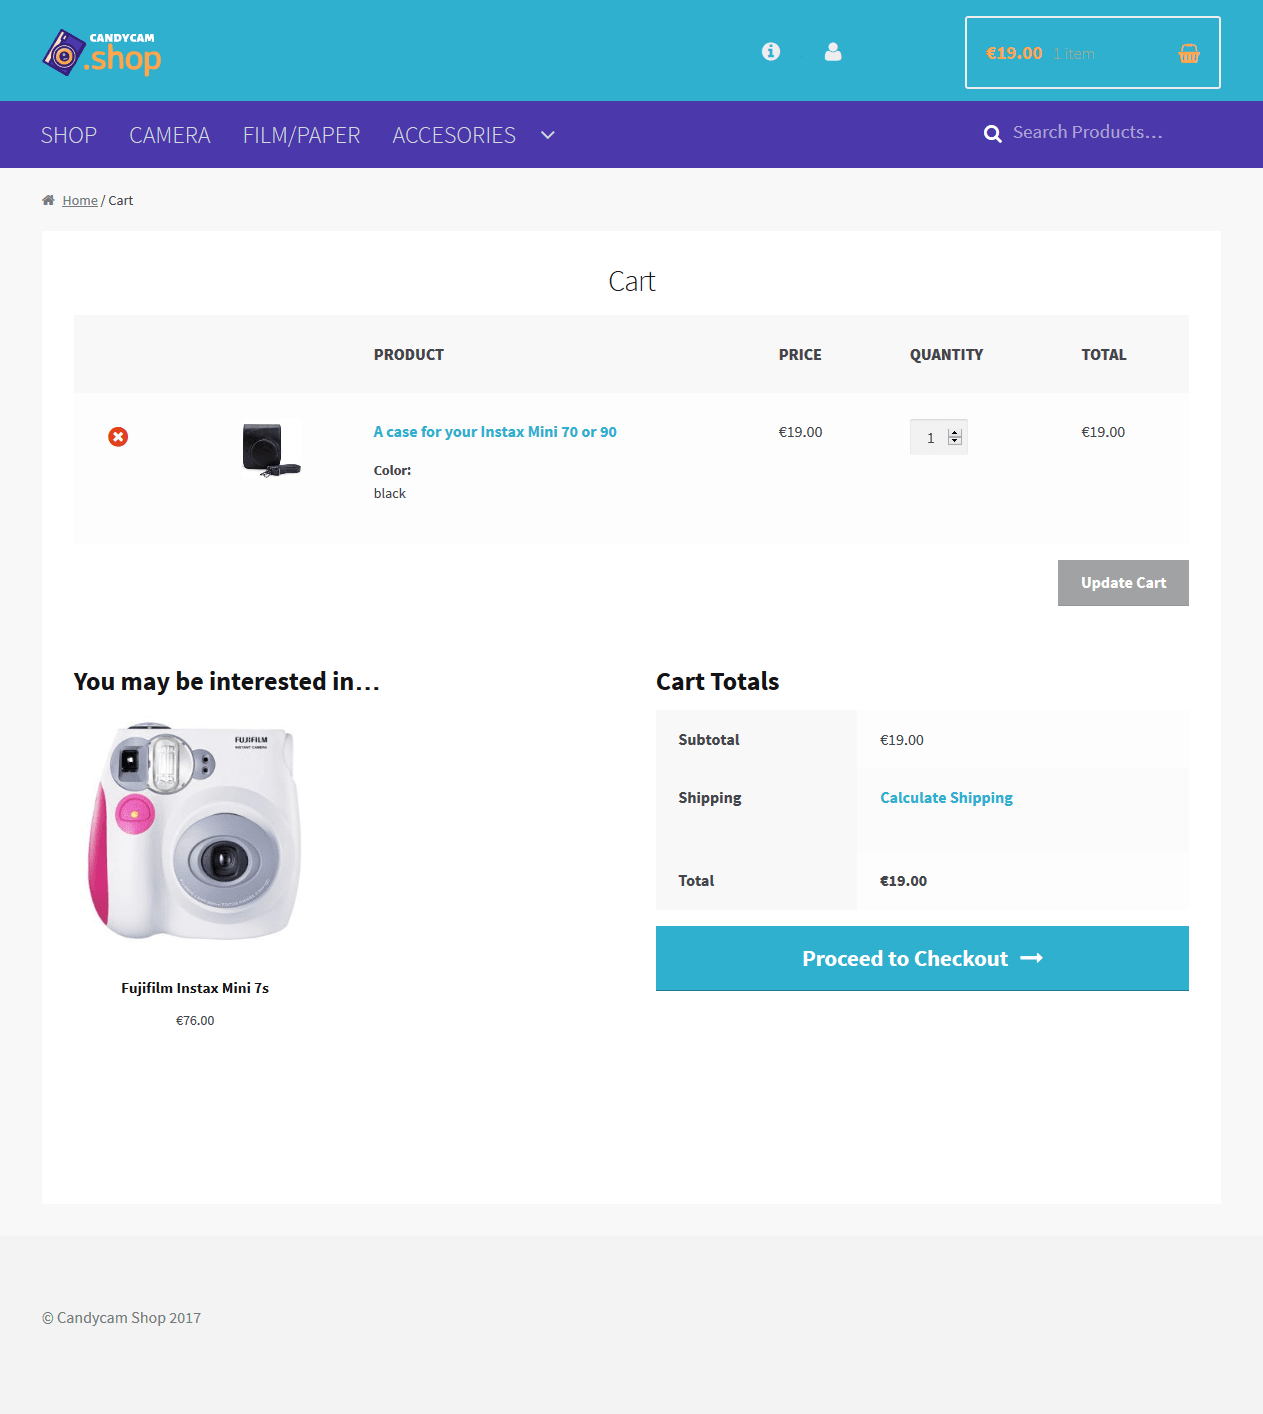 CANDYCAM
.shop
€19.00 1 item
SHOP CAMERA FILM/PAPER ACCESORIES
Search Products...
Home / Cart
Cart
PRODUCT PRICE QUANTITY TOTAL
A case for your Instax Mini 70 or 90 €19.00 1 €19.00
Color:
black
Update Cart
You may be interested in...
FUJIFILM
INSTANT CAMERA
Fujifilm Instax Mini 7s
€76.00
Cart Totals
Subtotal €19.00
Shipping Calculate Shipping
Total €19.00
Proceed to Checkout →
© Candycam Shop 2017